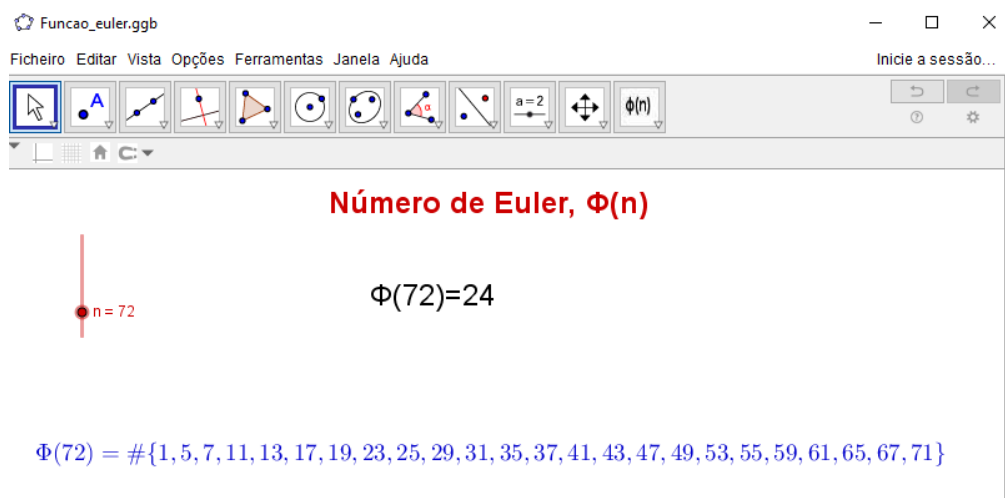 Funcao_euler.ggb
Ficheiro Editar Vista Opções Ferramentas Janela Ajuda
Inicie a sessão...
A
α
a = 2
ϕ(n)
Número de Euler, Φ(n)
n = 72
Φ(72)=24
Φ(72) = #{1, 5, 7, 11, 13, 17, 19, 23, 25, 29, 31, 35, 37, 41, 43, 47, 49, 53, 55, 59, 61, 65, 67, 71}